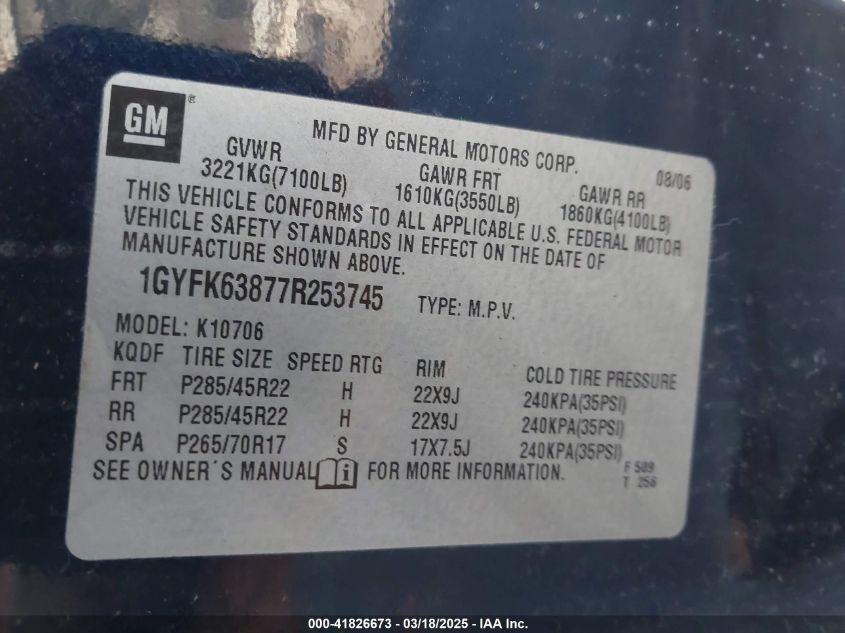 GM®
MFD BY GENERAL MOTORS CORP. 08/06
GVWR GAWR FRT GAWR RR
3221KG(7100LB) 1610KG(3550LB) 1860KG(4100LB)
THIS VEHICLE CONFORMS TO ALL APPLICABLE U.S. FEDERAL MOTOR
VEHICLE SAFETY STANDARDS IN EFFECT ON THE DATE OF
MANUFACTURE SHOWN ABOVE.
1GYFK63877R253745 TYPE: M.P.V.
MODEL: K10706
KQDF TIRE SIZE SPEED RTG RIM COLD TIRE PRESSURE
FRT P285/45R22 H 22X9J 240KPA(35PSI)
RR P285/45R22 H 22X9J 240KPA(35PSI)
SPA P265/70R17 S 17X7.5J 240KPA(35PSI)
SEE OWNER´S MANUAL i FOR MORE INFORMATION.
F 509
T 256
000-41826673 - 03/18/2025 - IAA Inc.